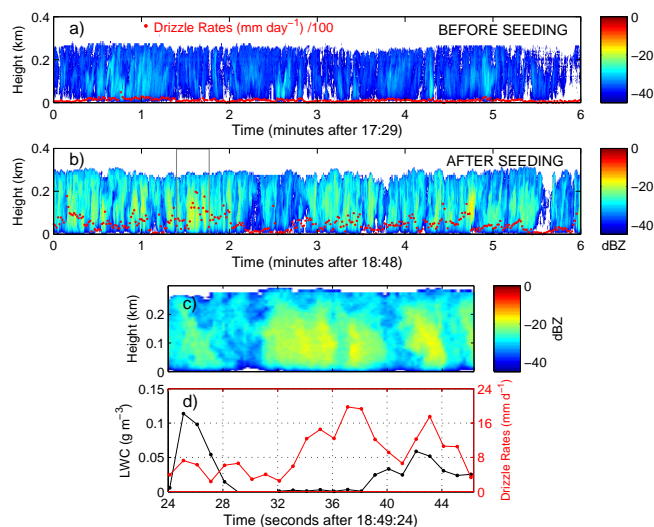 a)
Drizzle Rates (mm day⁻¹) /100
BEFORE SEEDING
Height (km)
0.4
0.2
0
0 1 2 3 4 5 6
Time (minutes after 17:29)
0
−20
−40
b)
AFTER SEEDING
Height (km)
0.4
0.2
0
0 1 2 3 4 5 6
Time (minutes after 18:48)
0
−20
−40
dBZ
c)
Height (km)
0.2
0.1
0
0
−20
−40
dBZ
d)
LWC (g m⁻³)
0.15
0.1
0.05
0
24
16
8
0
Drizzle Rates (mm d⁻¹)
24 28 32 36 40 44
Time (seconds after 18:49:24)